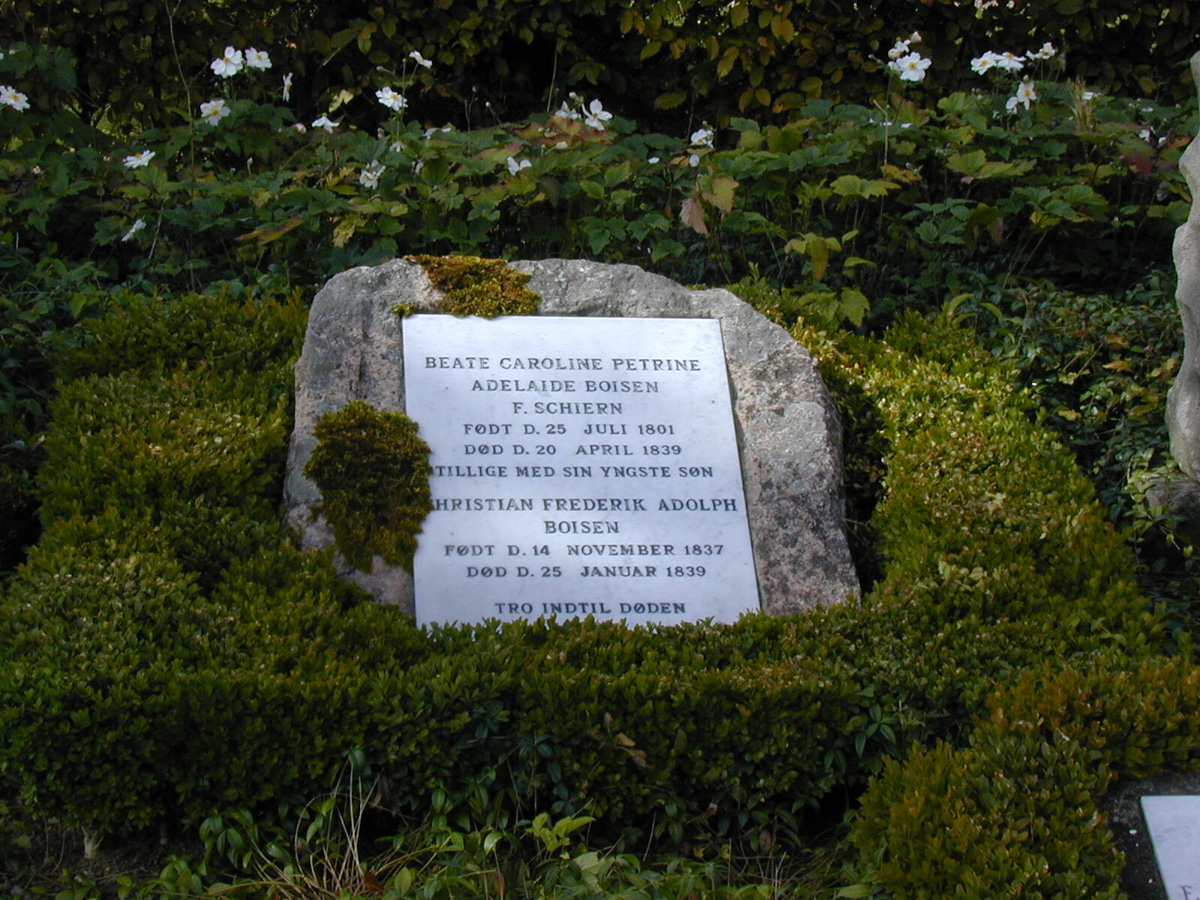 BEATE CAROLINE PETRINE
ADELAIDE BOISEN
F. SCHIERN
FØDT D. 25 JULI 1801
DØD D. 20 APRIL 1839
TILLIGE MED SIN YNGSTE SØN
CHRISTIAN FREDERIK ADOLPH
BOISEN
FØDT D. 14 NOVEMBER 1837
DØD D. 25 JANUAR 1839
TRO INDTIL DØDEN